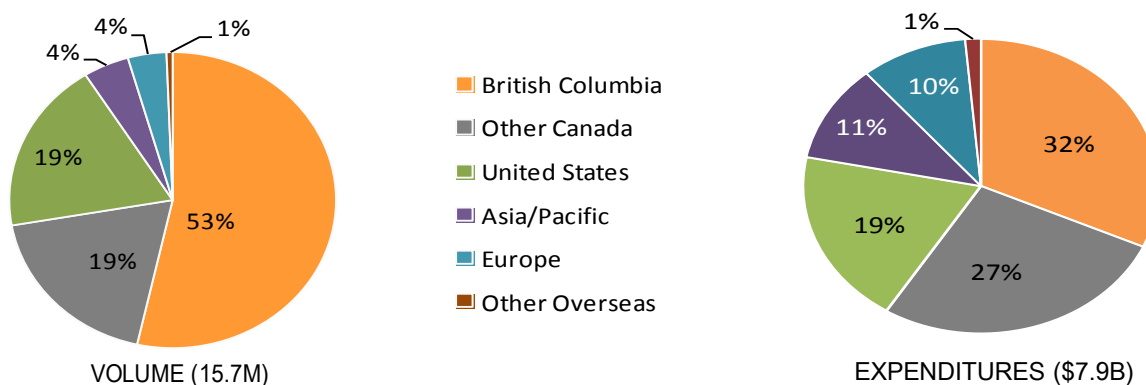 4%
4%
1%
19%
53%
19%
VOLUME (15.7M)
British Columbia
Other Canada
United States
Asia/Pacific
Europe
Other Overseas
1%
10%
11%
32%
19%
27%
EXPENDITURES ($7.9B)